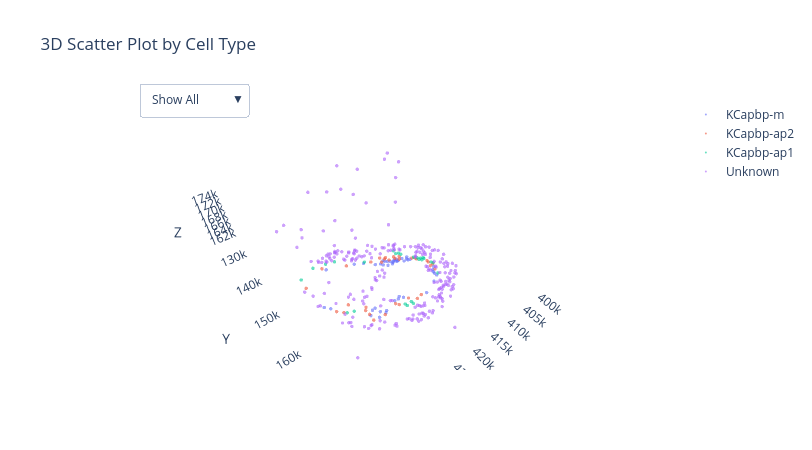 3D Scatter Plot by Cell Type
Show All ▼
KCapbp-m
KCapbp-ap2
KCapbp-ap1
Unknown
174k
172k
170k
168k
166k
164k
162k
Z
130k
140k
150k
160k
Y
400k
405k
410k
415k
420k